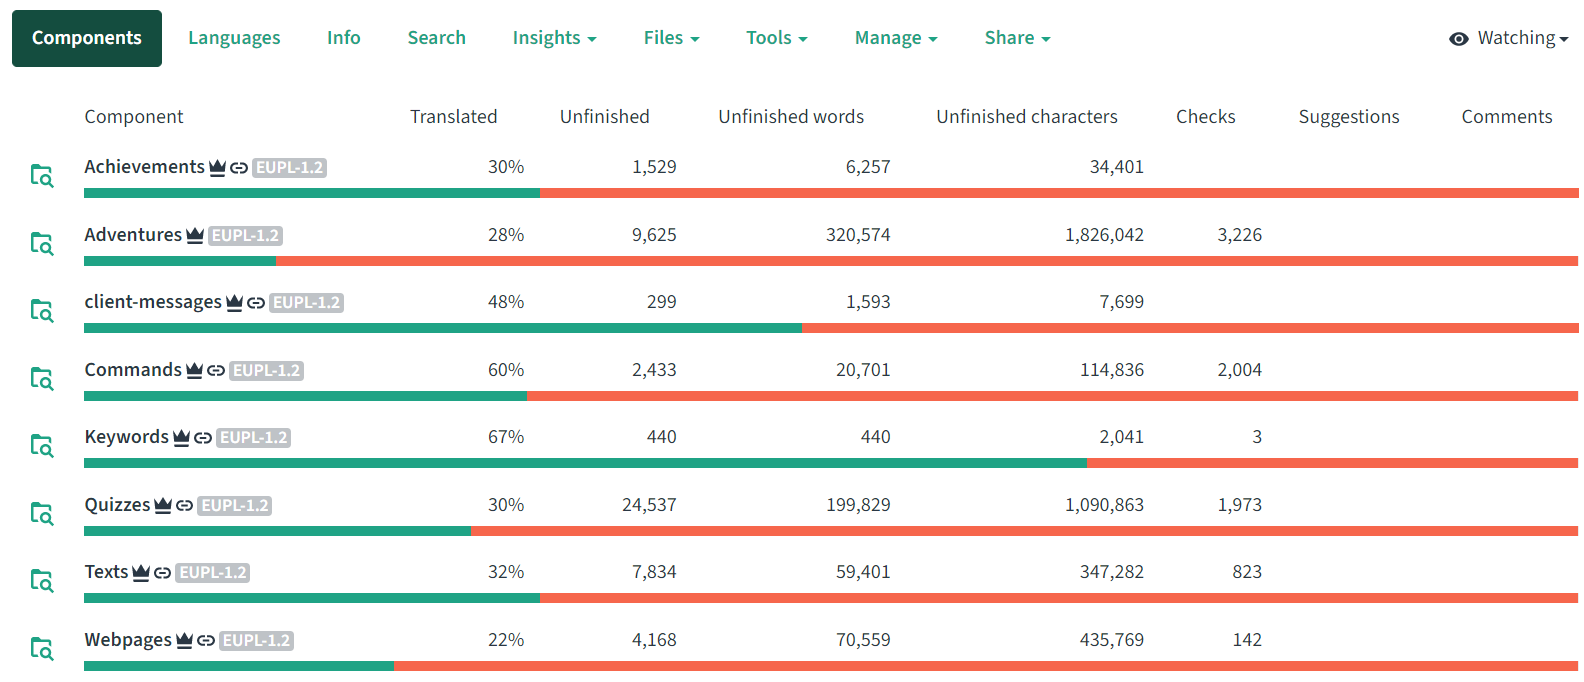 Components Languages Info Search Insights Files Tools Manage Share Watching
Component Translated Unfinished Unfinished words Unfinished characters Checks Suggestions Comments
Achievements EUPL-1.2 30% 1,529 6,257 34,401
Adventures EUPL-1.2 28% 9,625 320,574 1,826,042 3,226
client-messages EUPL-1.2 48% 299 1,593 7,699
Commands EUPL-1.2 60% 2,433 20,701 114,836 2,004
Keywords EUPL-1.2 67% 440 440 2,041 3
Quizzes EUPL-1.2 30% 24,537 199,829 1,090,863 1,973
Texts EUPL-1.2 32% 7,834 59,401 347,282 823
Webpages EUPL-1.2 22% 4,168 70,559 435,769 142